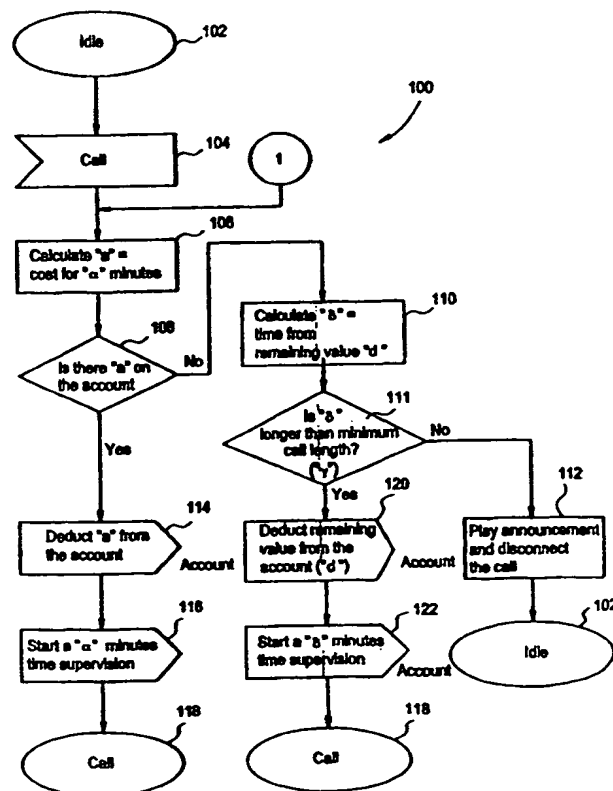 Idle
102
100
Call
104
1
106
Calculate "a" =
cost for "α" minutes
108
Is there "a" on
the account
No
Yes
110
Calculate "δ" =
time from
remaining value "d"
111
Is "δ"
longer than minimum
call length?
("γ")
No
Yes
114
Deduct "a" from
the account
Account
120
Deduct remaining
value from the
account ("d")
Account
112
Play announcement
and disconnect
the call
116
Start a "α" minutes
time supervision
122
Start a "δ" minutes
time supervision
Account
102
Idle
118
Call
118
Call